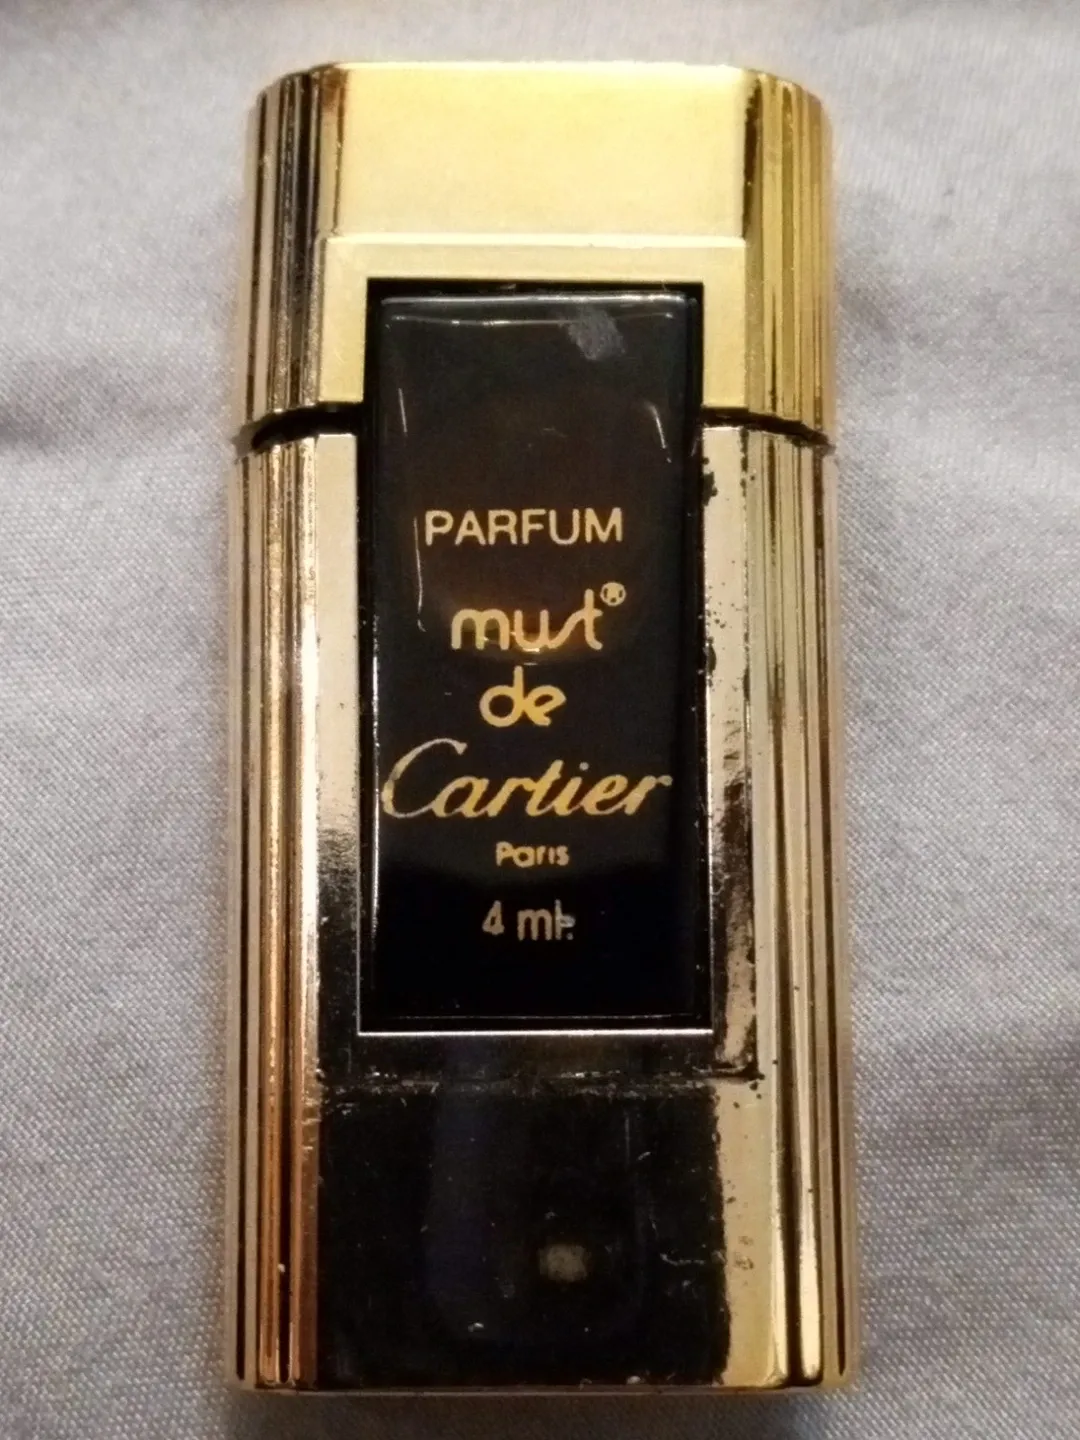 PARFUM
must®
de
Cartier
Paris
4 ml.